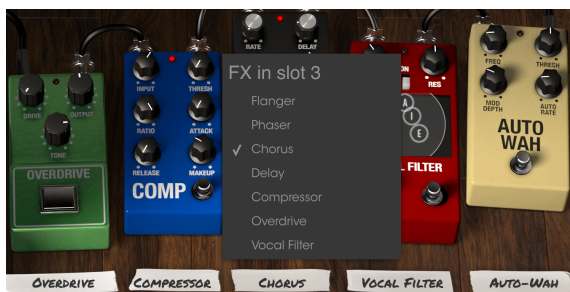 RATE DELAY
FX in slot 3
Flanger
Phaser
Chorus
Delay
Compressor
Overdrive
Vocal Filter
DRIVE OUTPUT
TONE
OVERDRIVE
INPUT THRESH
RATIO ATTACK
RELEASE MAKEUP
COMP
ON RES
A
I E
L FILTER
FREQ THRESH
MOD DEPTH AUTO RATE
AUTO
WAH
OVERDRIVE COMPRESSOR CHORUS VOCAL FILTER AUTO-WAH